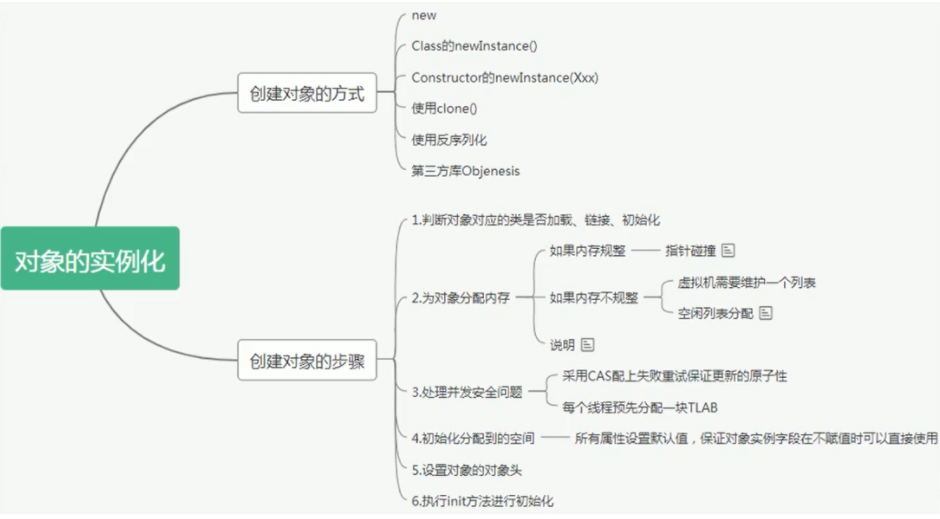 对象的实例化
创建对象的方式
new
Class的newInstance()
Constructor的newInstance(Xxx)
使用clone()
使用反序列化
第三方库Objenesis
创建对象的步骤
1.判断对象对应的类是否加载、链接、初始化
2.为对象分配内存
如果内存规整
指针碰撞
如果内存不规整
虚拟机需要维护一个列表
空闲列表分配
说明
3.处理并发安全问题
采用CAS配上失败重试保证更新的原子性
每个线程预先分配一块TLAB
4.初始化分配到的空间
所有属性设置默认值，保证对象实例字段在不赋值时可以直接使用
5.设置对象的对象头
6.执行init方法进行初始化